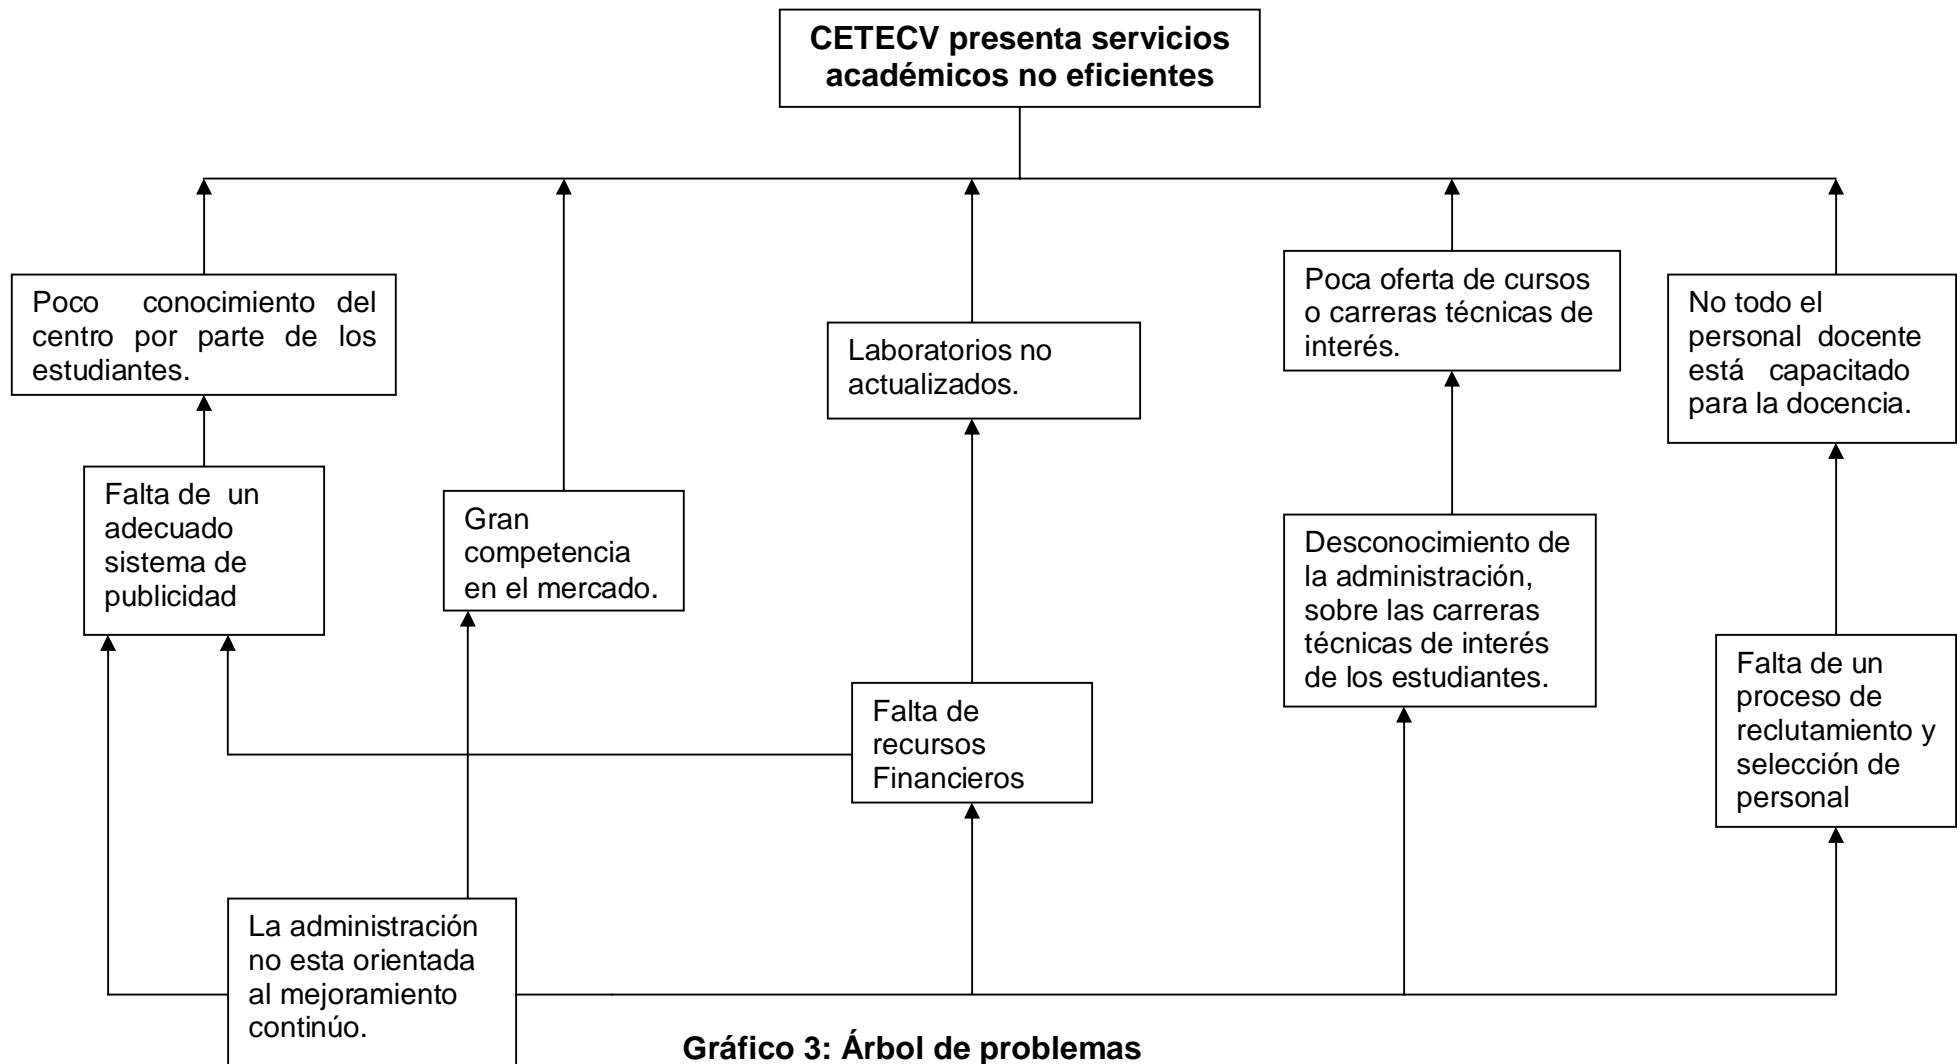 CETECV presenta servicios
académicos no eficientes
Poco conocimiento del
centro por parte de los
estudiantes.
Laboratorios no
actualizados.
Poca oferta de cursos
o carreras técnicas de
interés.
No todo el
personal docente
está capacitado
para la docencia.
Falta de un
adecuado
sistema de
publicidad
Gran
competencia
en el mercado.
Desconocimiento de
la administración,
sobre las carreras
técnicas de interés
de los estudiantes.
Falta de
recursos
Financieros
Falta de un
proceso de
reclutamiento y
selección de
personal
La administración
no esta orientada
al mejoramiento
continúo.
Gráfico 3: Árbol de problemas